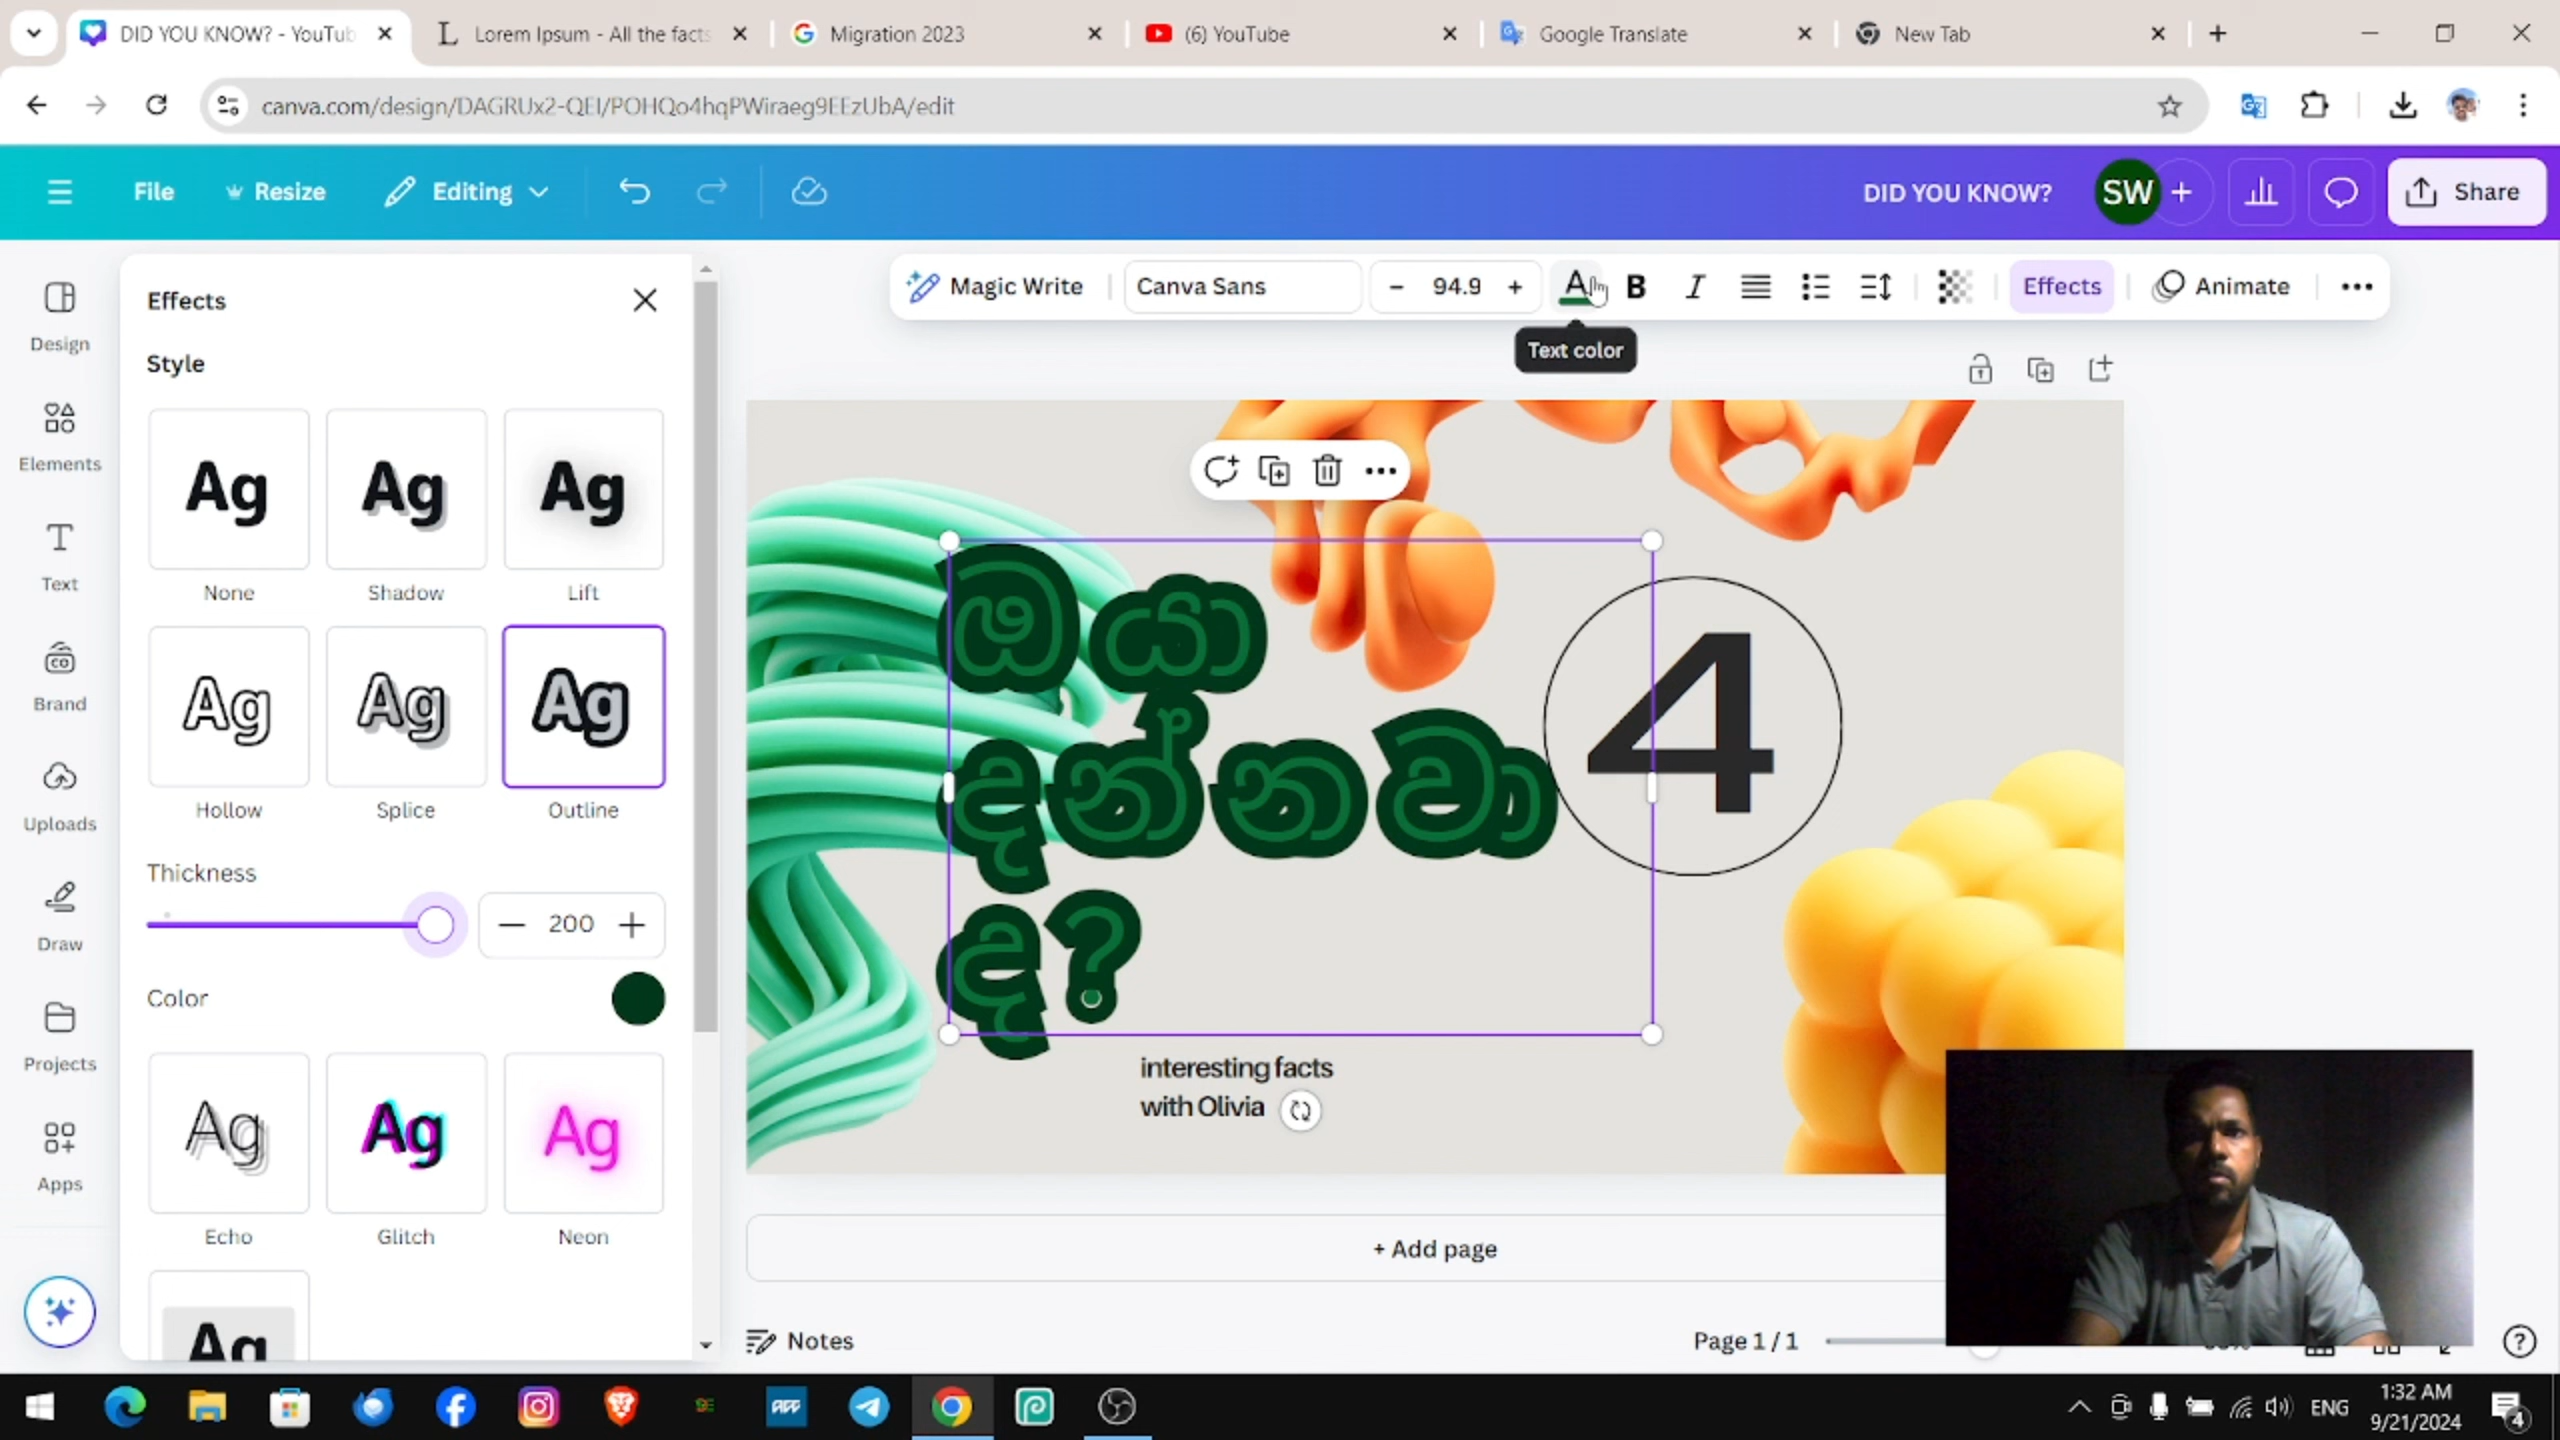 DID YOU KNOW? - YouTub
Lorem Ipsum - All the facts
Migration 2023
(6) YouTube
Google Translate
New Tab
canva.com/design/DAGRUx2-QEI/POHQo4hqPWiraeg9EEzUbA/edit
File
Resize
Editing
DID YOU KNOW?
SW
Share
Design
Elements
Text
Brand
Uploads
Draw
Projects
Apps
Effects
Style
Ag Ag Ag
None Shadow Lift
Ag Ag Ag
Hollow Splice Outline
Thickness
200
Color
Ag Ag Ag
Echo Glitch Neon
Ag
Magic Write
Canva Sans
- 94.9 +
A B I
Effects
Animate
Text color
ඔයා
දන්නවා
ද?
4
interesting facts
with Olivia
+ Add page
Notes
Page 1 / 1
ENG
1:32 AM
9/21/2024
4